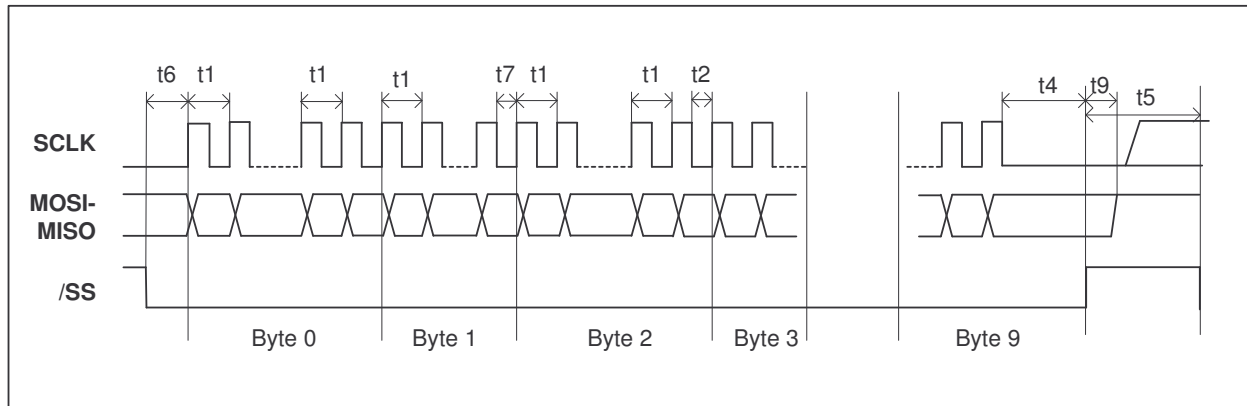 t6 t1 t1 t1 t7 t1 t1 t2 t4 t9
t5
SCLK
MOSI-
MISO
/SS
Byte 0 Byte 1 Byte 2 Byte 3 Byte 9